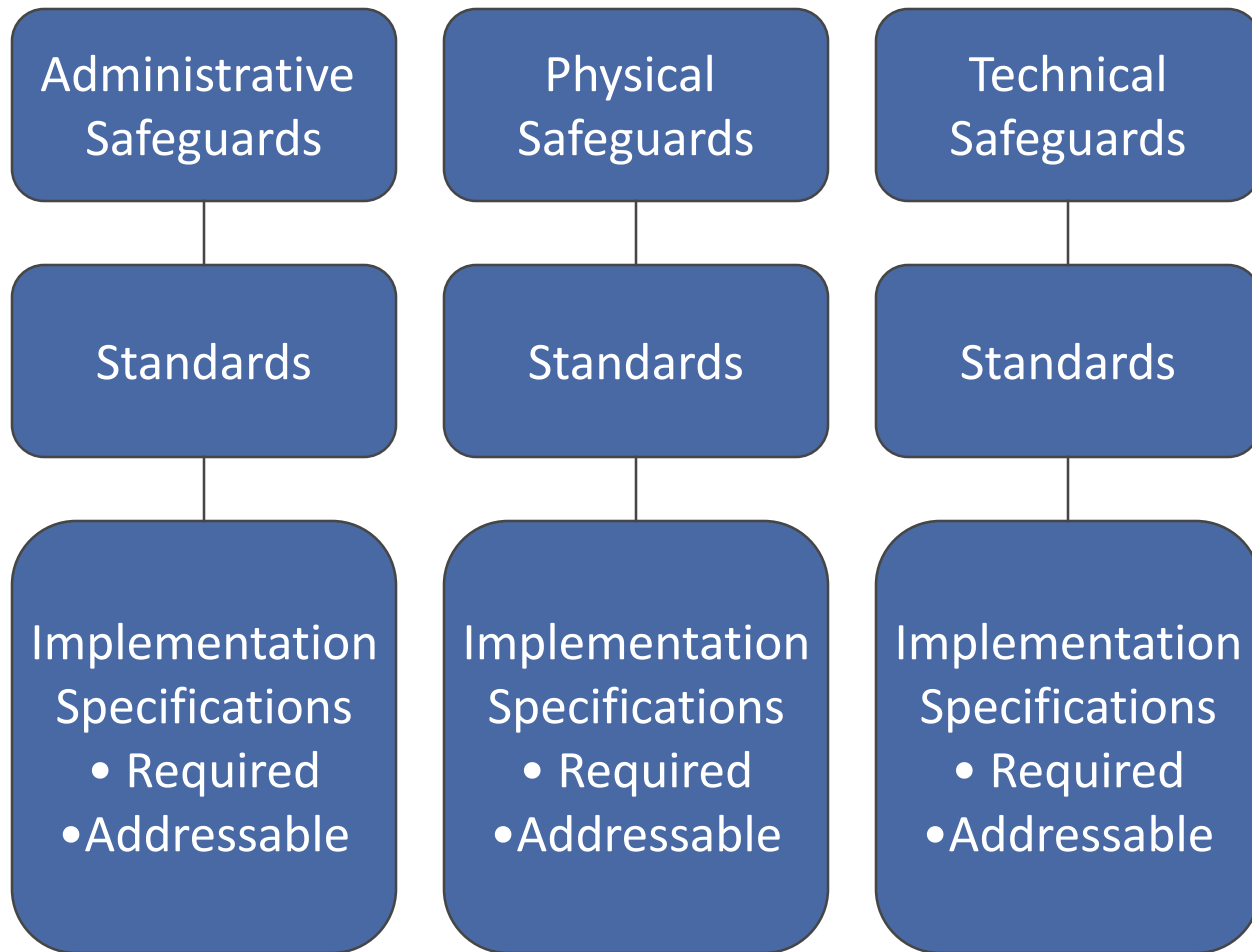 Administrative
Safeguards
Physical
Safeguards
Technical
Safeguards
Standards
Standards
Standards
Implementation
Specifications
• Required
•Addressable
Implementation
Specifications
• Required
•Addressable
Implementation
Specifications
• Required
•Addressable